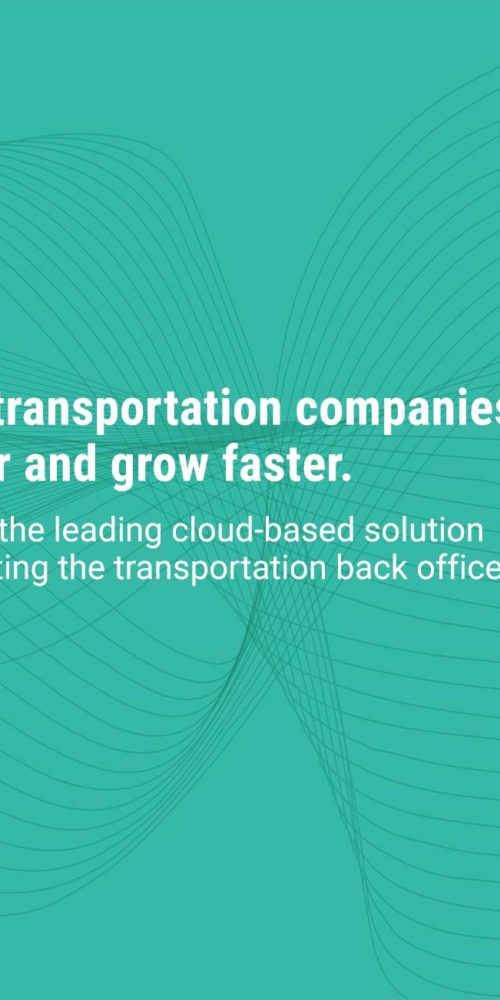 transportation companies
r and grow faster.
the leading cloud-based solution
ting the transportation back office